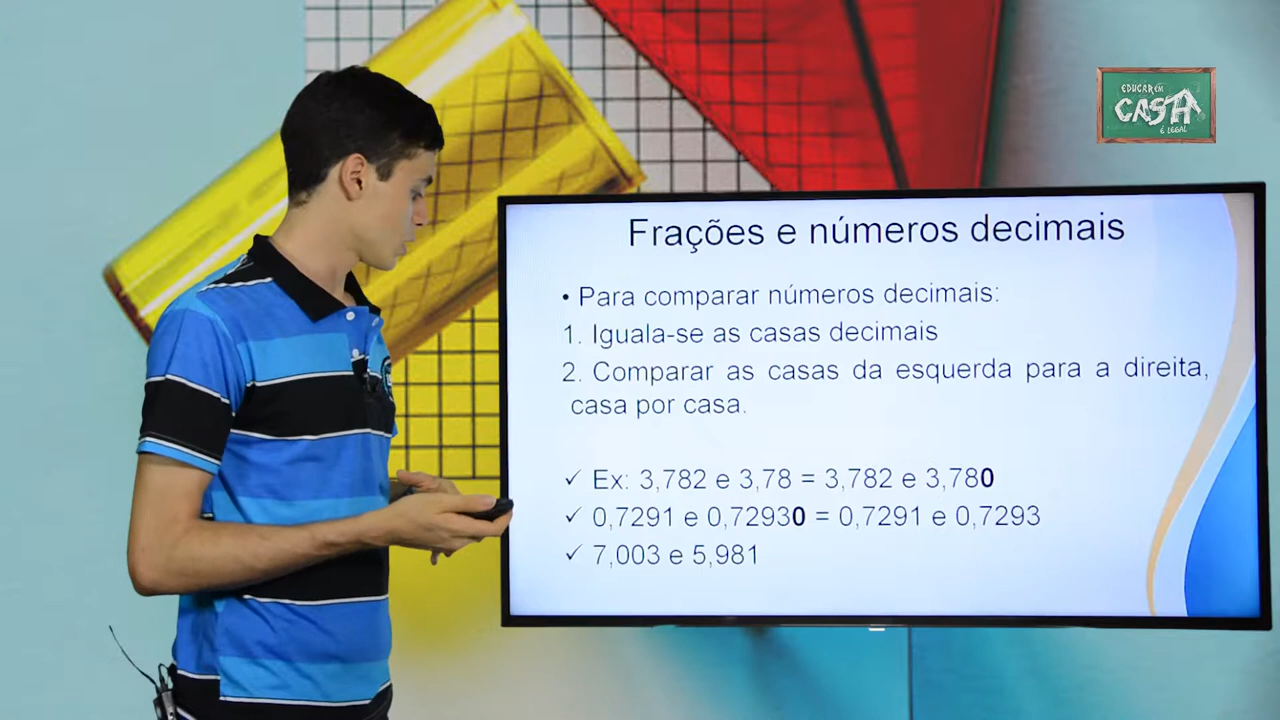 EDUCAR EM
CASA
É LEGAL
Frações e números decimais
• Para comparar números decimais:
1. Iguala-se as casas decimais
2. Comparar as casas da esquerda para a direita,
casa por casa.
✓ Ex: 3,782 e 3,78 = 3,782 e 3,780
✓ 0,7291 e 0,72930 = 0,7291 e 0,7293
✓ 7,003 e 5,981